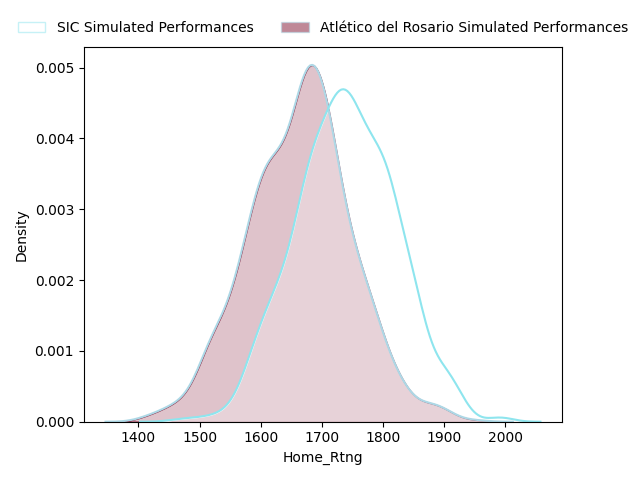 SIC Simulated Performances Atlético del Rosario Simulated Performances
0.005
0.004
0.003
0.002
0.001
0.000
Density
1400 1500 1600 1700 1800 1900 2000
Home_Rtng